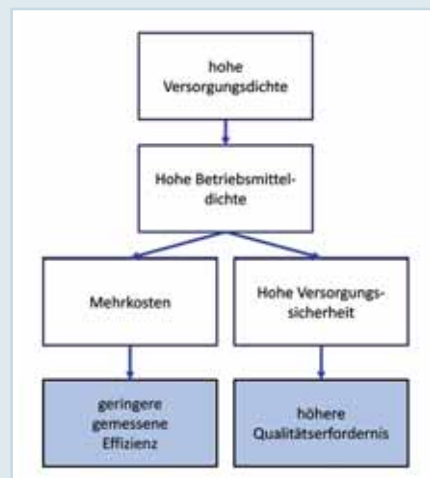 hohe
Versorgungsdichte
Hohe Betriebsmittel-
dichte
Mehrkosten
Hohe Versorgungs-
sicherheit
geringere
gemessene
Effizienz
höhere
Qualitätserfordernis